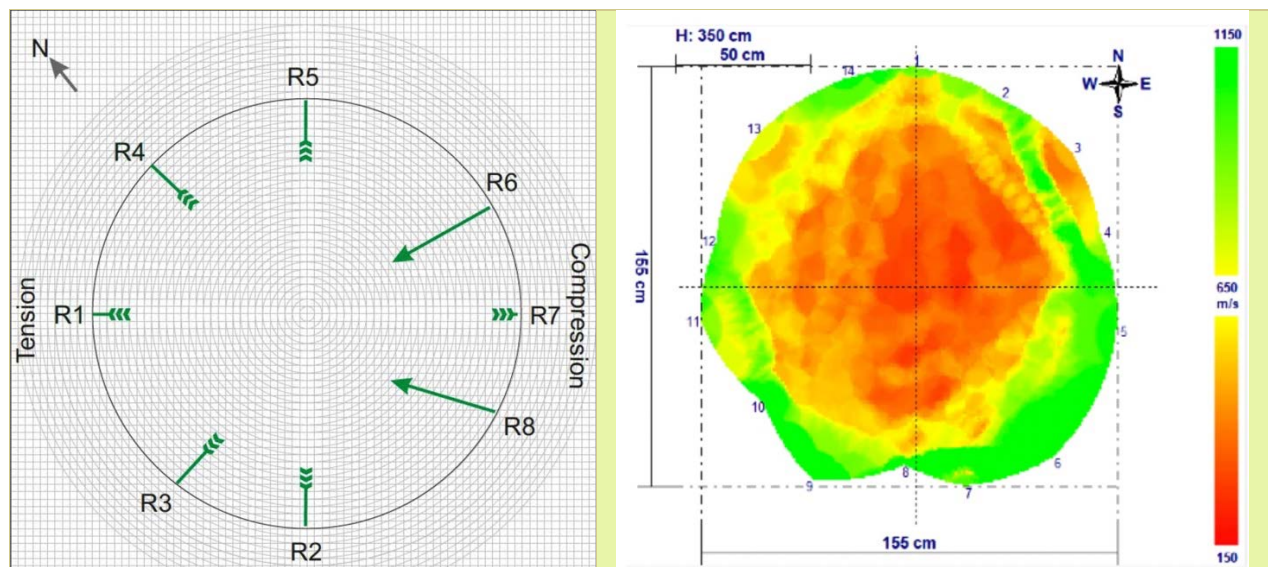 N
R5
R4
R6
Tension
R1
R7
Compression
R3
R8
R2
H: 350 cm
50 cm
1150
N
W E
S
1
14
2
13
3
12
4
155 cm
650
m/s
11
5
10
6
8
9
7
155 cm
150